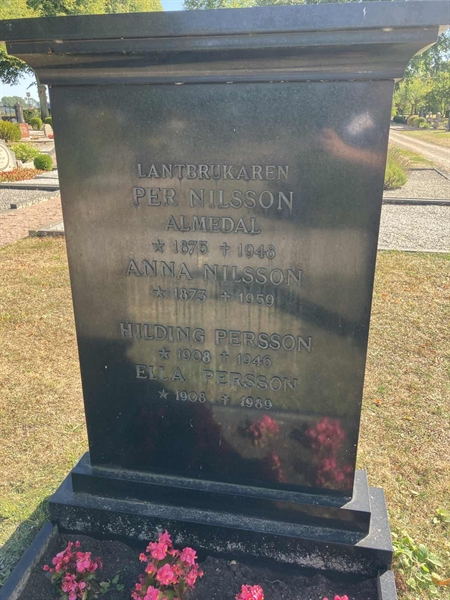 LANTBRUKAREN
PER NILSSON
ALMEDAL
★ 1875 ✝ 1948
ANNA NILSSON
★ 1873 ✝ 1959
HILDING PERSSON
★ 1908 ✝ 1946
ELLA PERSSON
★ 1908 ✝ 1989